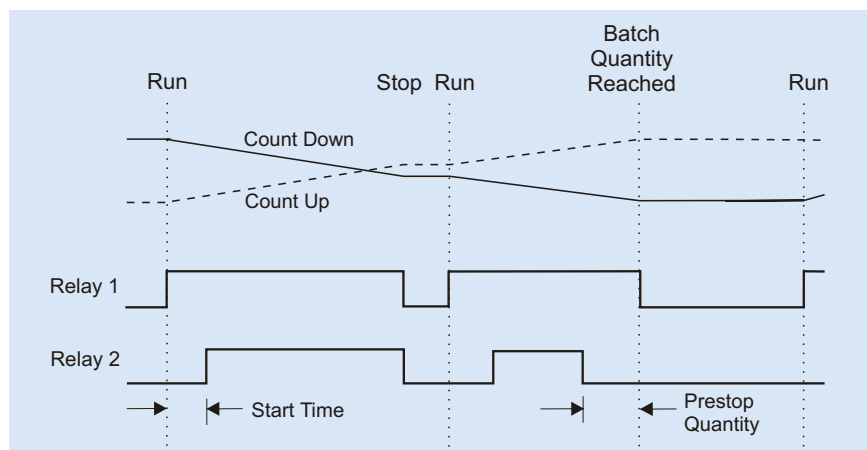 Batch
Quantity
Run Stop Run Reached Run
Count Down
Count Up
Relay 1
Relay 2
Start Time
Prestop
Quantity